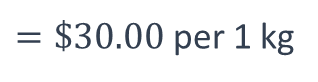 = $30.00 per 1 kg